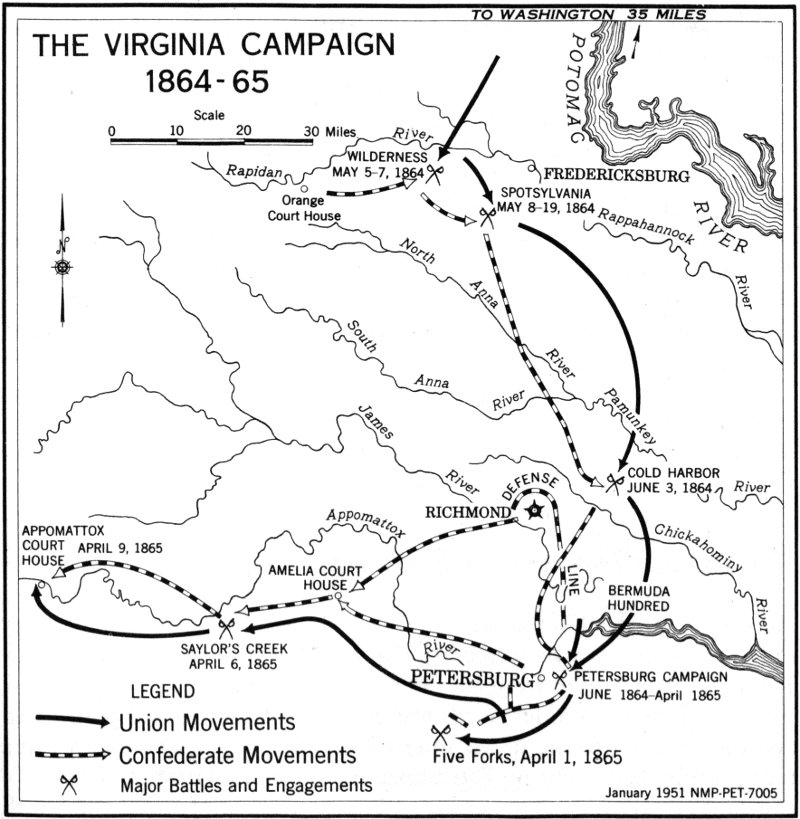 TO WASHINGTON 35 MILES
THE VIRGINIA CAMPAIGN
1864-65
Scale
0 10 20 30 Miles
POTOMAC
RIVER
River
Rapidan
WILDERNESS
MAY 5-7, 1864
Orange
Court House
FREDERICKSBURG
SPOTSYLVANIA
MAY 8-19, 1864
Rappahannock
River
N
North
Anna
River
South
Anna
River
Pamunkey
River
James
River
COLD HARBOR
JUNE 3, 1864
DEFENSE
LINE
RICHMOND
Chickahominy
River
Appomattox
River
APPOMATTOX
COURT
HOUSE
APRIL 9, 1865
AMELIA COURT
HOUSE
BERMUDA
HUNDRED
SAYLOR'S CREEK
APRIL 6, 1865
PETERSBURG
PETERSBURG CAMPAIGN
JUNE 1864-April 1865
Five Forks, April 1, 1865
LEGEND
Union Movements
Confederate Movements
Major Battles and Engagements
January 1951 NMP-PET-7005